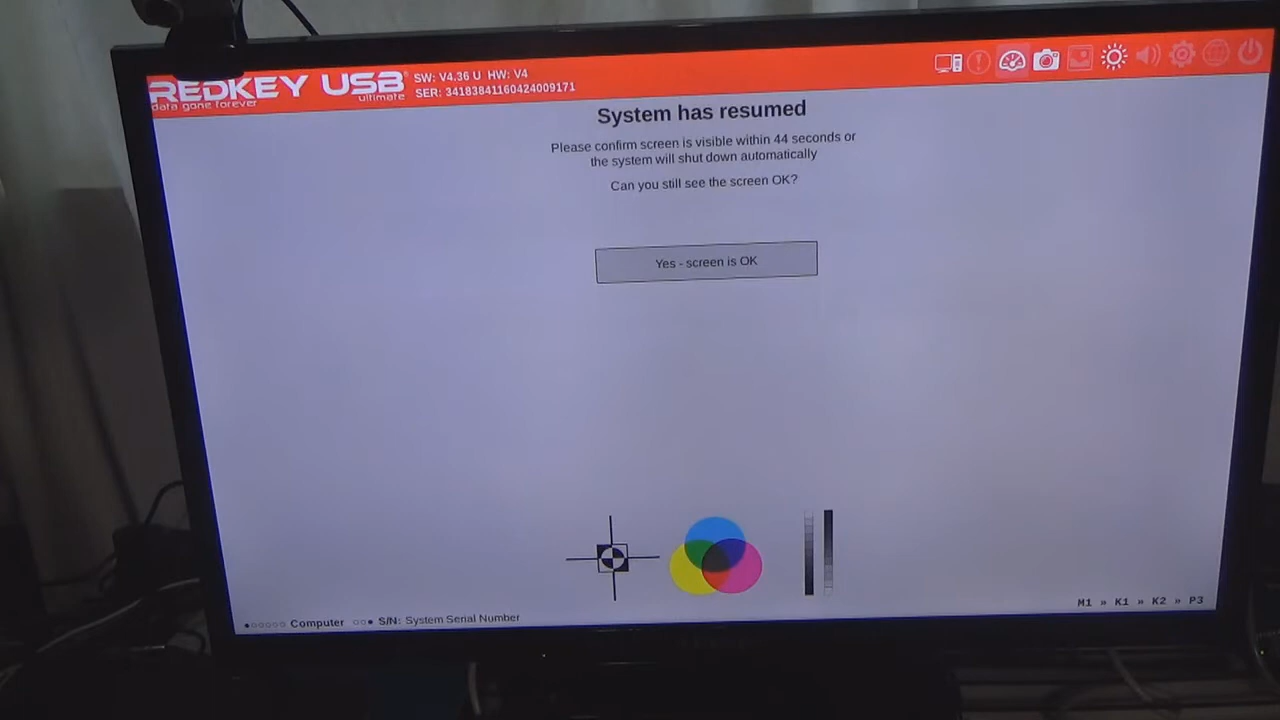 REDKEY USB
ultimate
data gone forever
SW: V4.36 U HW: V4
SER: 34183841160424009171
System has resumed
Please confirm screen is visible within 44 seconds or
the system will shut down automatically
Can you still see the screen OK?
Yes - screen is OK
Computer S/N: System Serial Number
M1 » K1 » K2 » P3